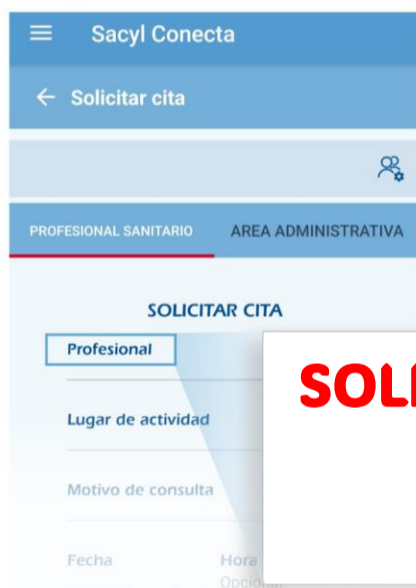 Sacyl Conecta
Solicitar cita
PROFESIONAL SANITARIO AREA ADMINISTRATIVA
SOLICITAR CITA
Profesional
Lugar de actividad
Motivo de consulta
Fecha Hora